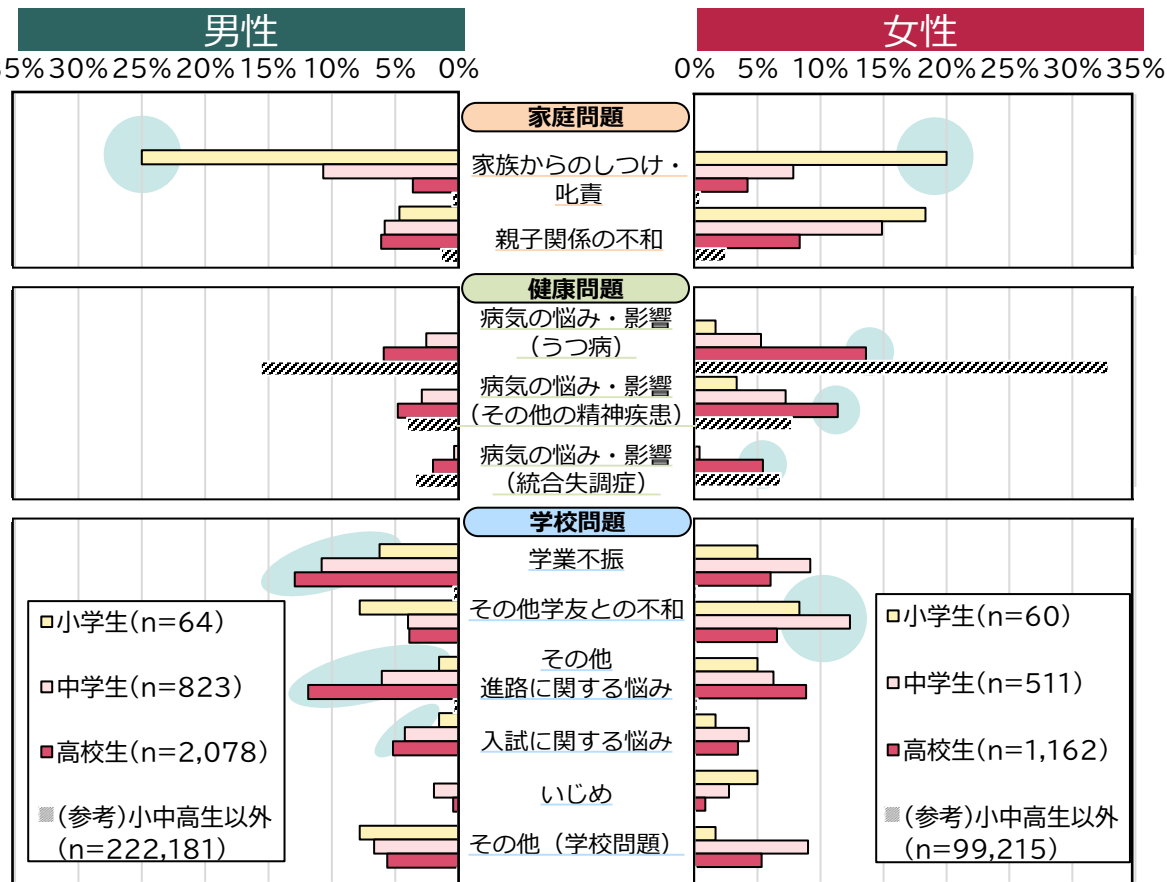 男性
女性
35% 30% 25% 20% 15% 10% 5% 0%
0% 5% 10% 15% 20% 25% 30% 35%
家庭問題
家族からのしつけ・
叱責
親子関係の不和
健康問題
病気の悩み・影響
（うつ病）
病気の悩み・影響
（その他の精神疾患）
病気の悩み・影響
（統合失調症）
学校問題
学業不振
その他学友との不和
その他
進路に関する悩み
入試に関する悩み
いじめ
その他（学校問題）
小学生(n=64)
中学生(n=823)
高校生(n=2,078)
(参考)小中高生以外
(n=222,181)
小学生(n=60)
中学生(n=511)
高校生(n=1,162)
(参考)小中高生以外
(n=99,215)